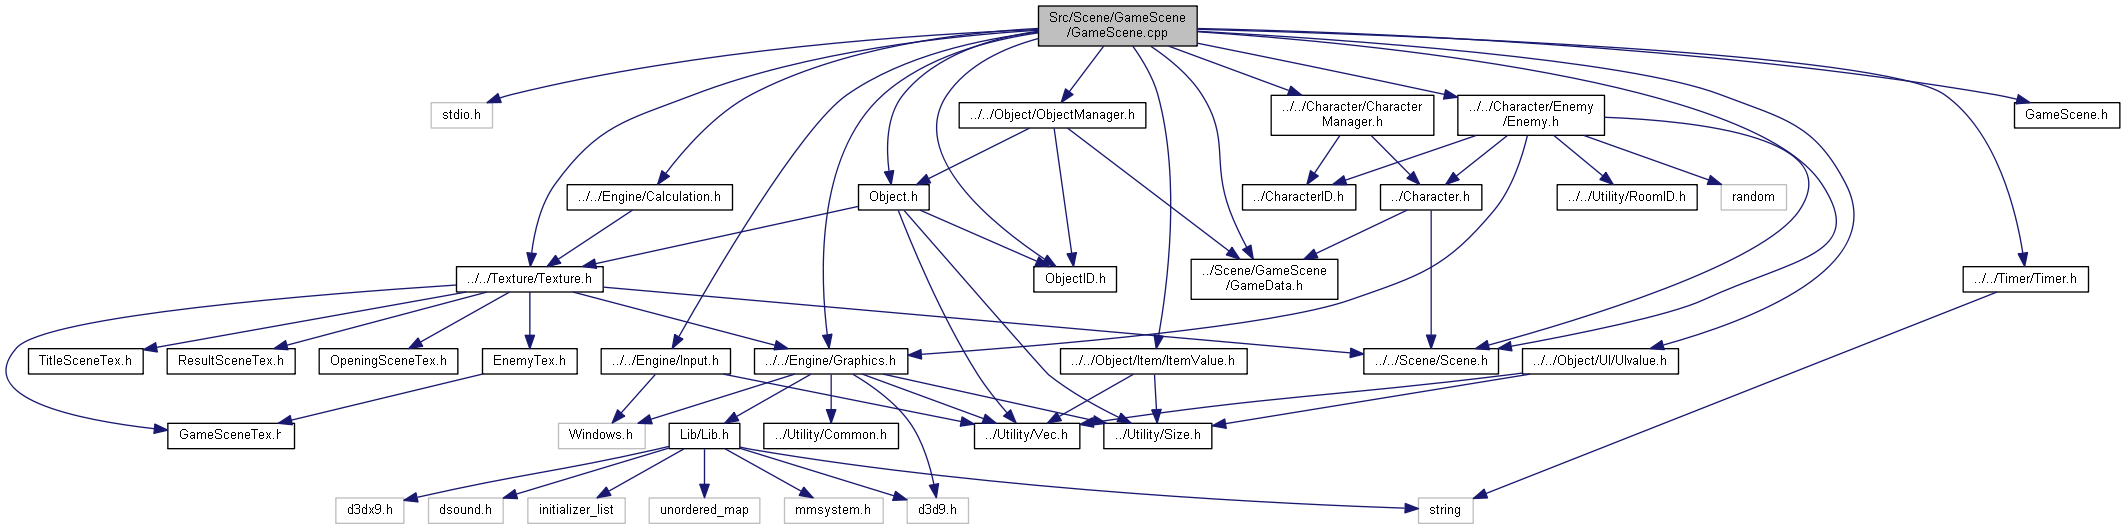 Src/Scene/GameScene
/GameScene.cpp
stdio.h
../../Object/ObjectManager.h
../../Character/Character
Manager.h
../../Character/Enemy
/Enemy.h
GameScene.h
../../Engine/Calculation.h
Object.h
../CharacterID.h
../Character.h
../../Utility/RoomID.h
random
../../Texture/Texture.h
ObjectID.h
../Scene/GameScene
/GameData.h
../../Timer/Timer.h
TitleSceneTex.h
ResultSceneTex.h
OpeningSceneTex.h
EnemyTex.h
../../Engine/Input.h
../../Engine/Graphics.h
../../Object/Item/ItemValue.h
../../Scene/Scene.h
../../Object/UI/UIvalue.h
GameSceneTex.h
Windows.h
Lib/Lib.h
../Utility/Common.h
../Utility/Vec.h
../Utility/Size.h
d3dx9.h
dsound.h
initializer_list
unordered_map
mmsystem.h
d3d9.h
string